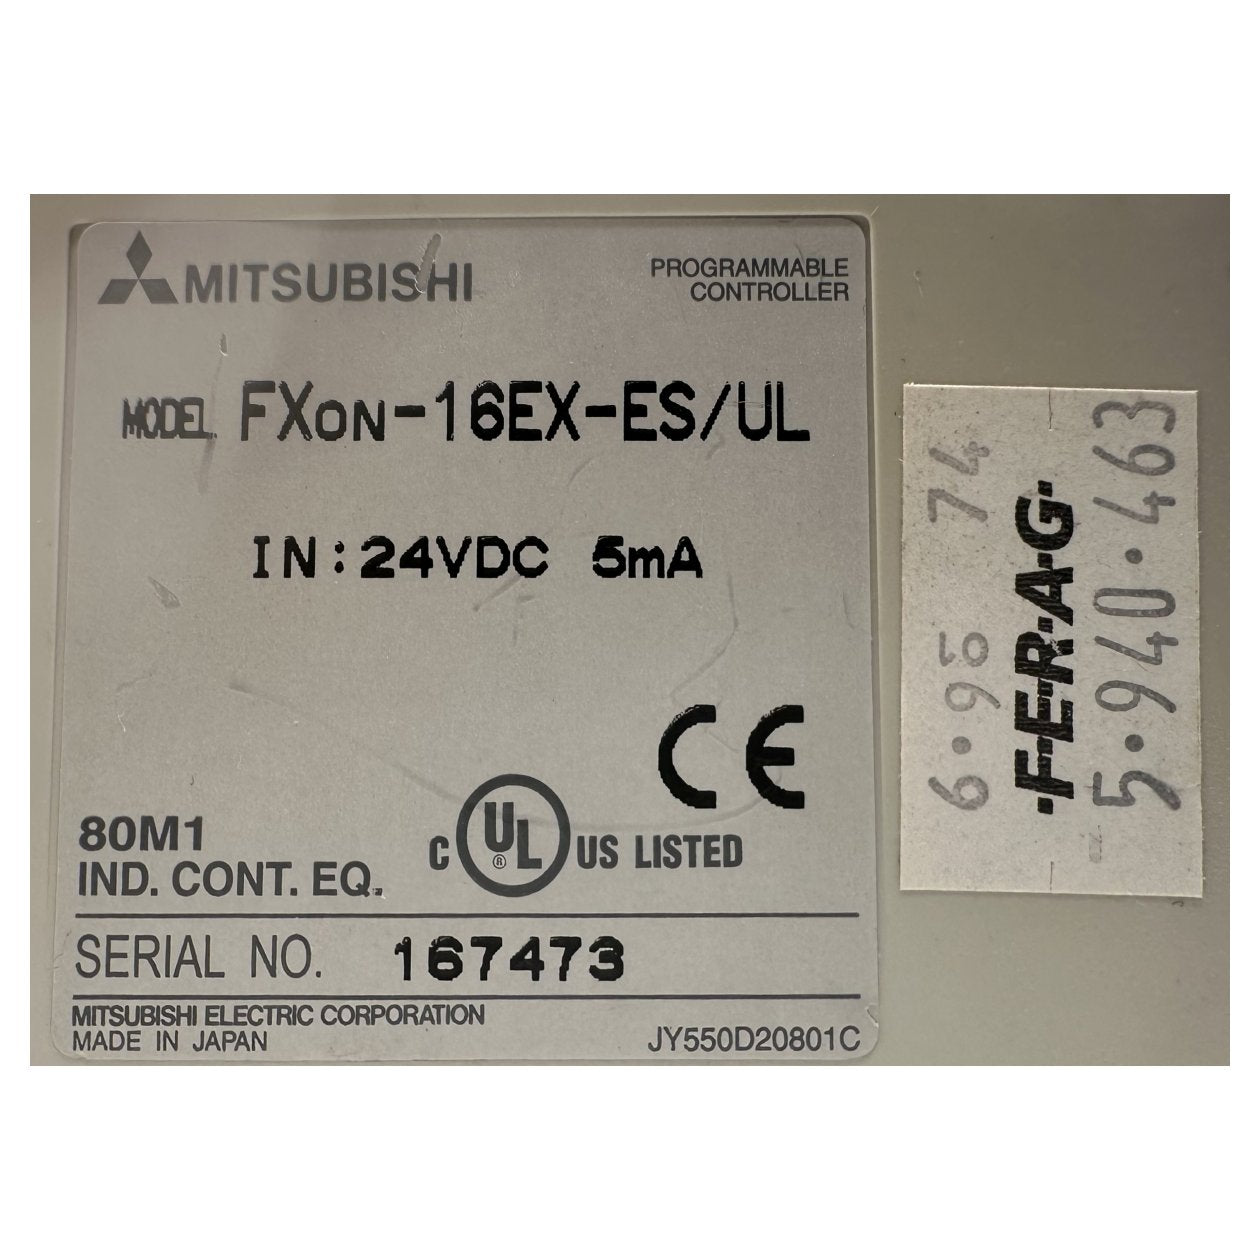 MITSUBISHI
PROGRAMMABLE
CONTROLLER
MODEL FXON-16EX-ES/UL
IN:24VDC 5mA
CE
80M1
IND. CONT. EQ.
C UL ® US LISTED
SERIAL NO. 167473
MITSUBISHI ELECTRIC CORPORATION
MADE IN JAPAN
JY550D20801C
6.95 74
·F·E·R·A·G·
5.940.463